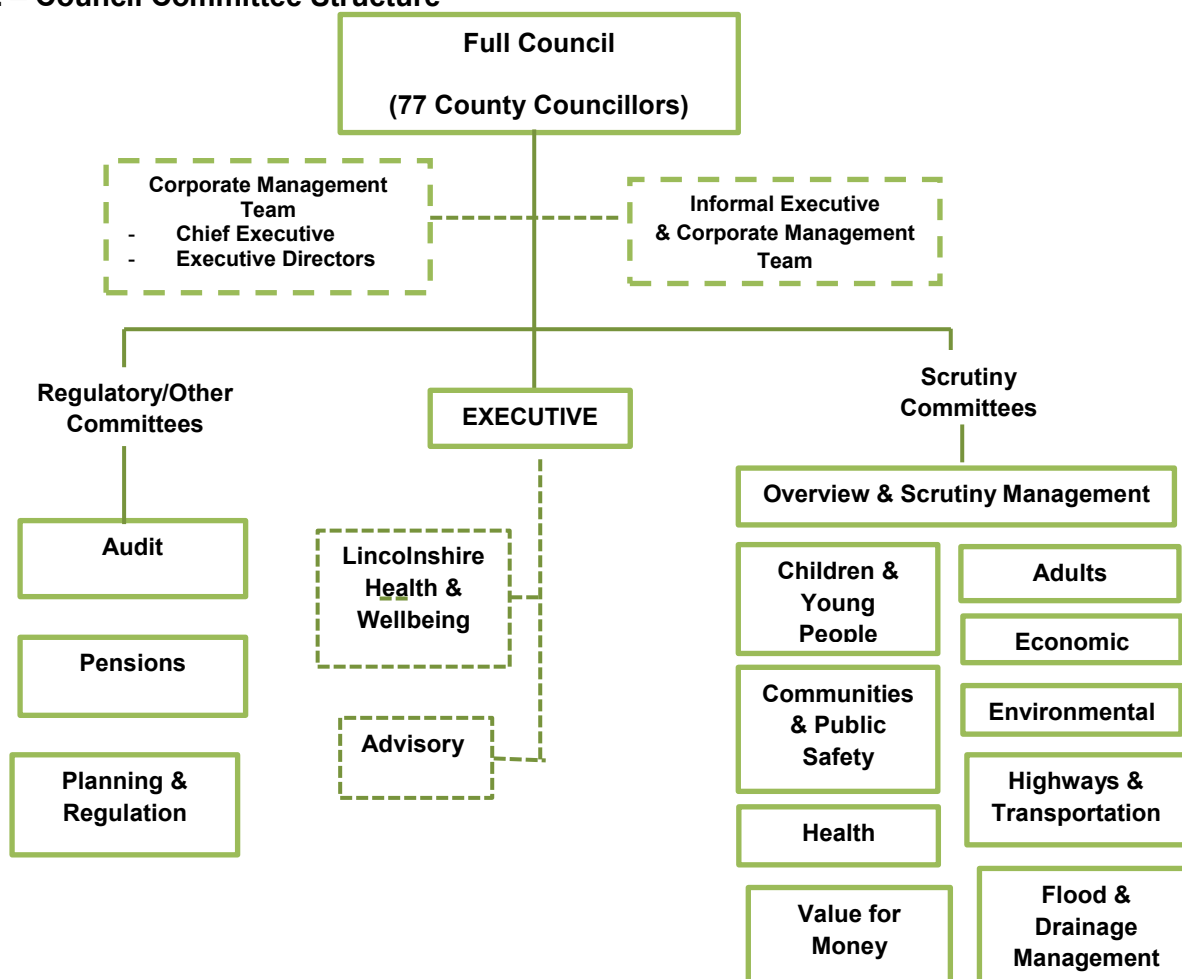 – Council Committee Structure
Full Council
(77 County Councillors)
Corporate Management
Team
- Chief Executive
- Executive Directors
Informal Executive
& Corporate Management
Team
Regulatory/Other
Committees
EXECUTIVE
Scrutiny
Committees
Overview & Scrutiny Management
Audit
Pensions
Planning &
Regulation
Lincolnshire
Health &
Wellbeing
Advisory
Children &
Young
People
Adults
Economic
Communities
& Public
Safety
Environmental
Highways &
Transportation
Health
Value for
Money
Flood &
Drainage
Management